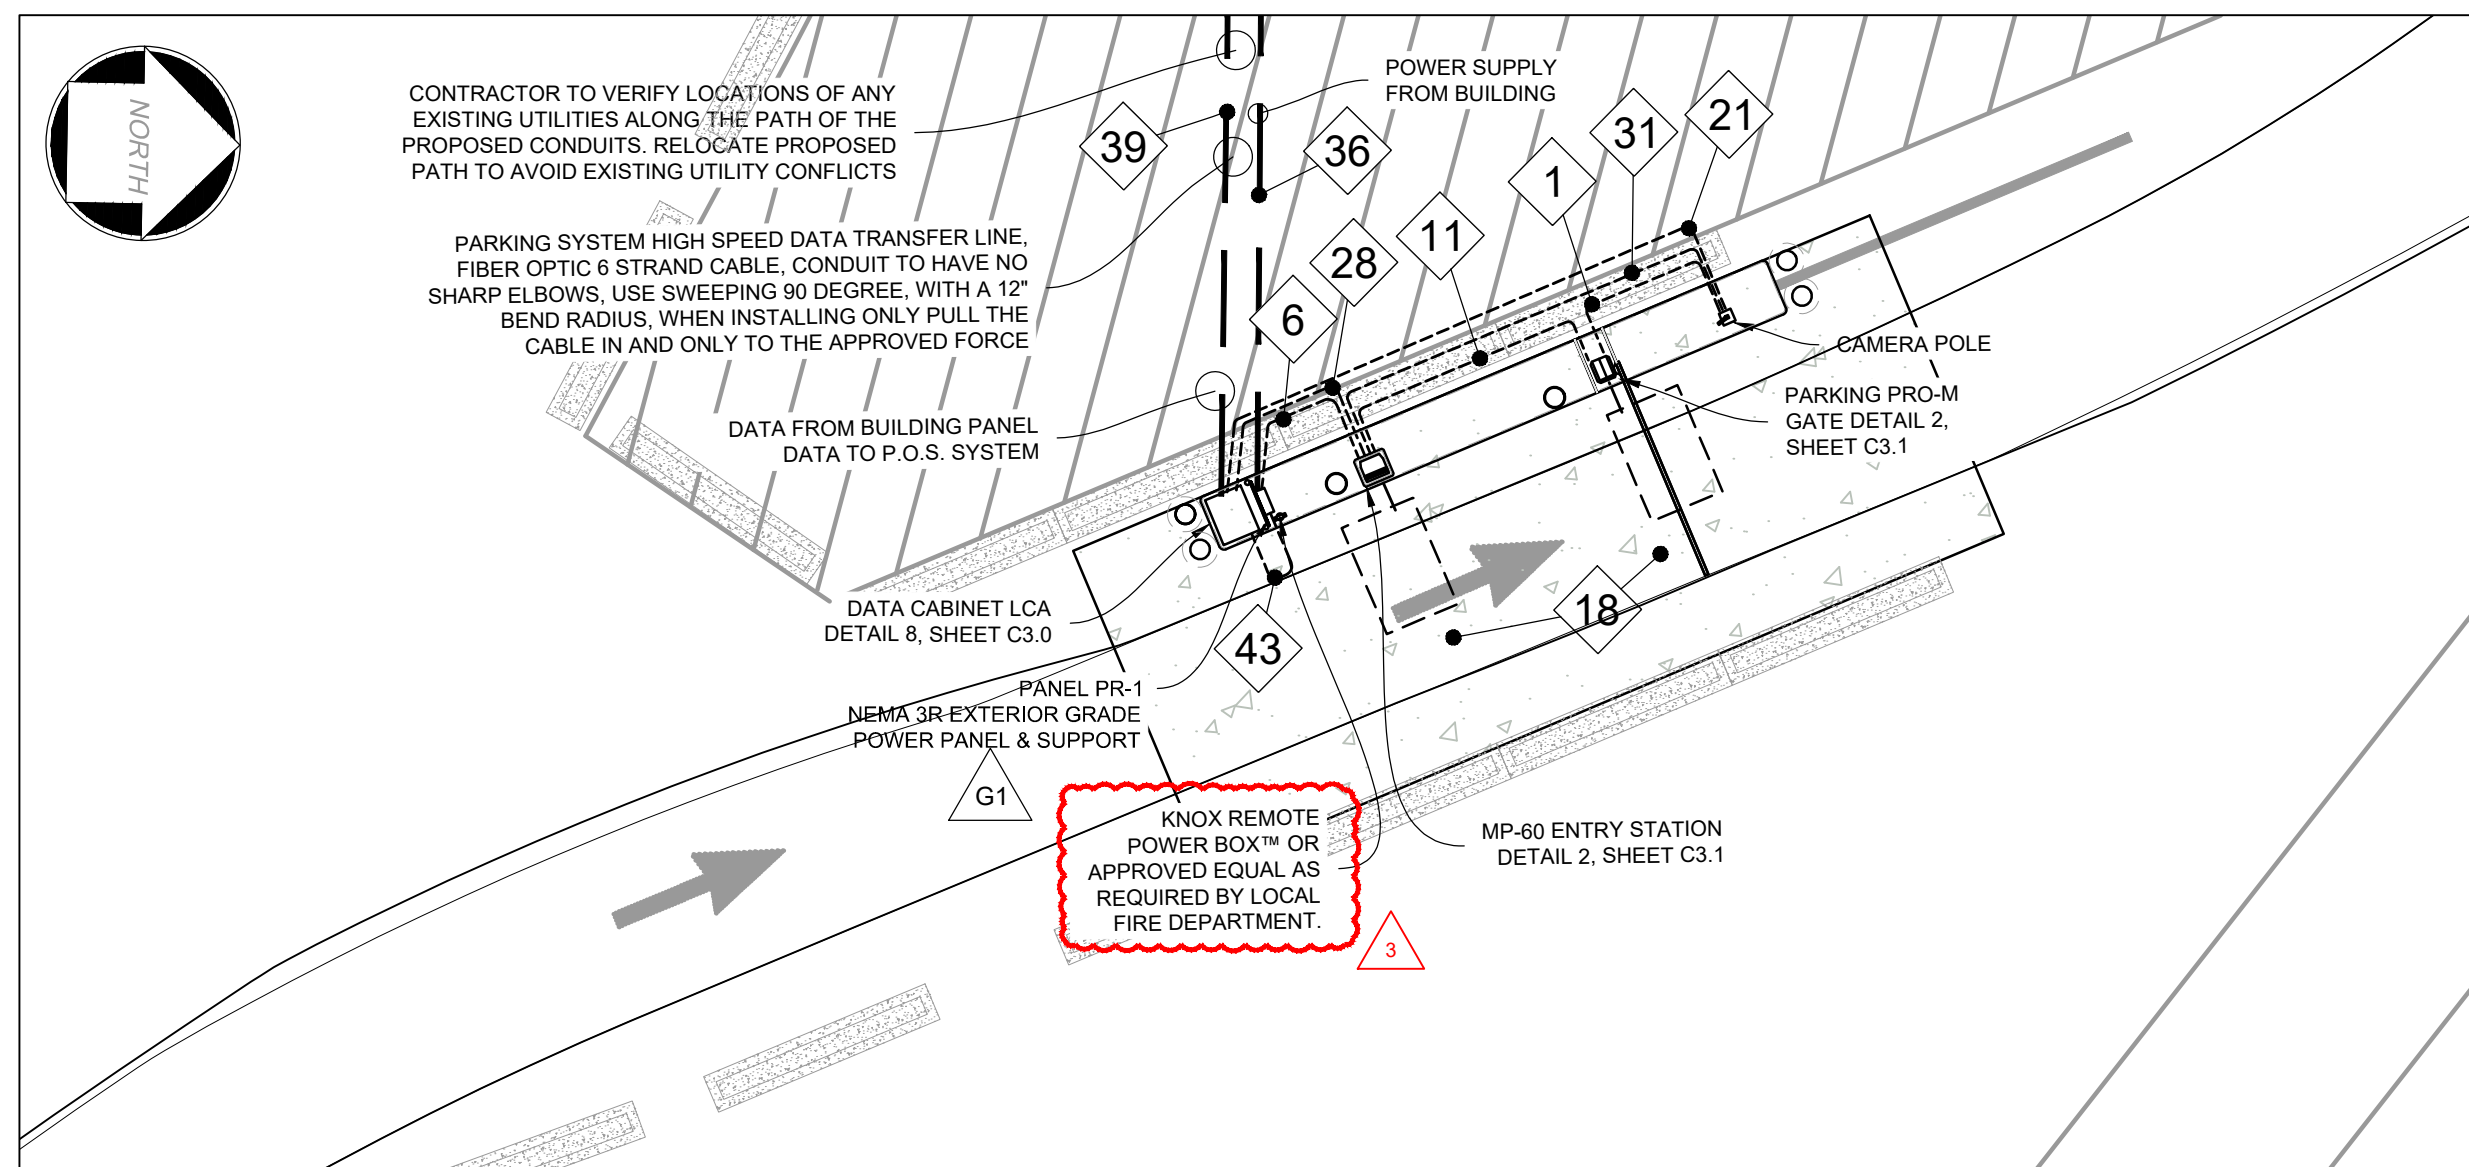 NORTH
CONTRACTOR TO VERIFY LOCATIONS OF ANY
EXISTING UTILITIES ALONG THE PATH OF THE
PROPOSED CONDUITS. RELOCATE PROPOSED
PATH TO AVOID EXISTING UTILITY CONFLICTS
POWER SUPPLY
FROM BUILDING
39
36
1
31
21
PARKING SYSTEM HIGH SPEED DATA TRANSFER LINE,
FIBER OPTIC 6 STRAND CABLE, CONDUIT TO HAVE NO
SHARP ELBOWS, USE SWEEPING 90 DEGREE, WITH A 12"
BEND RADIUS, WHEN INSTALLING ONLY PULL THE
CABLE IN AND ONLY TO THE APPROVED FORCE
6
28
11
CAMERA POLE
PARKING PRO-M
GATE DETAIL 2,
SHEET C3.1
DATA FROM BUILDING PANEL
DATA TO P.O.S. SYSTEM
DATA CABINET LCA
DETAIL 8, SHEET C3.0
43
18
PANEL PR-1
NEMA 3R EXTERIOR GRADE
POWER PANEL & SUPPORT
G1
KNOX REMOTE
POWER BOX™ OR
APPROVED EQUAL AS
REQUIRED BY LOCAL
FIRE DEPARTMENT.
3
MP-60 ENTRY STATION
DETAIL 2, SHEET C3.1